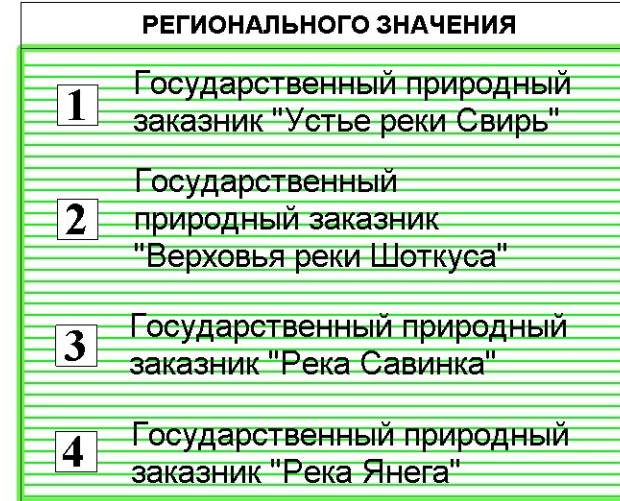 РЕГИОНАЛЬНОГО ЗНАЧЕНИЯ
1 Государственный природный
заказник "Устье реки Свирь"
Государственный
2 природный заказник
"Верховья реки Шоткуса"
3 Государственный природный
заказник "Река Савинка"
4 Государственный природный
заказник "Река Янега"